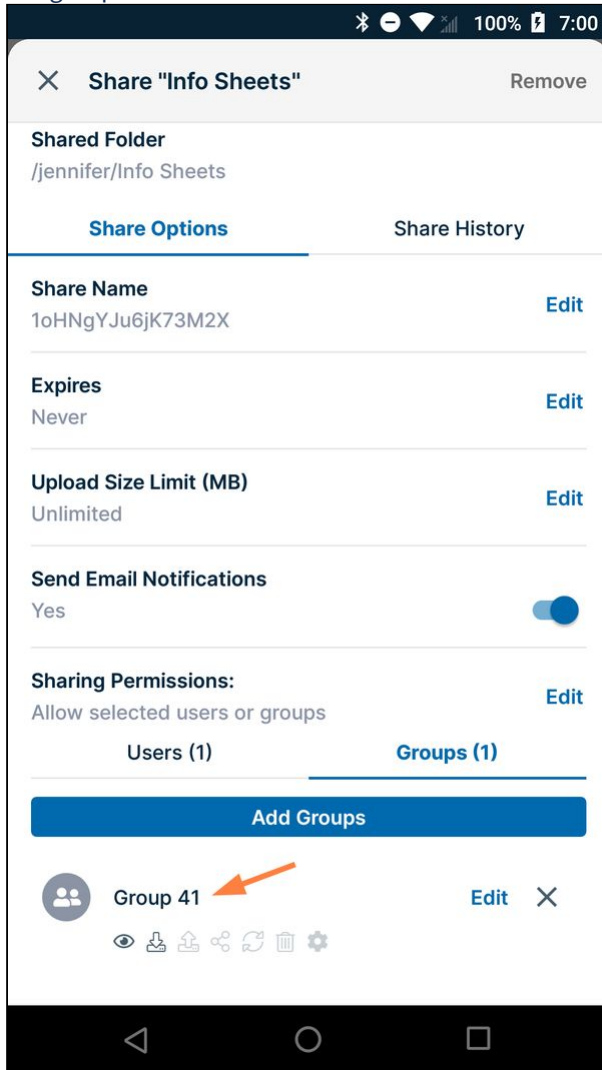 100% 7:00
Share "Info Sheets" Remove
Shared Folder
/jennifer/Info Sheets
Share Options Share History
Share Name
1oHNgYJu6jK73M2X Edit
Expires
Never Edit
Upload Size Limit (MB)
Unlimited Edit
Send Email Notifications
Yes
Sharing Permissions:
Allow selected users or groups Edit
Users (1) Groups (1)
Add Groups
Group 41 Edit